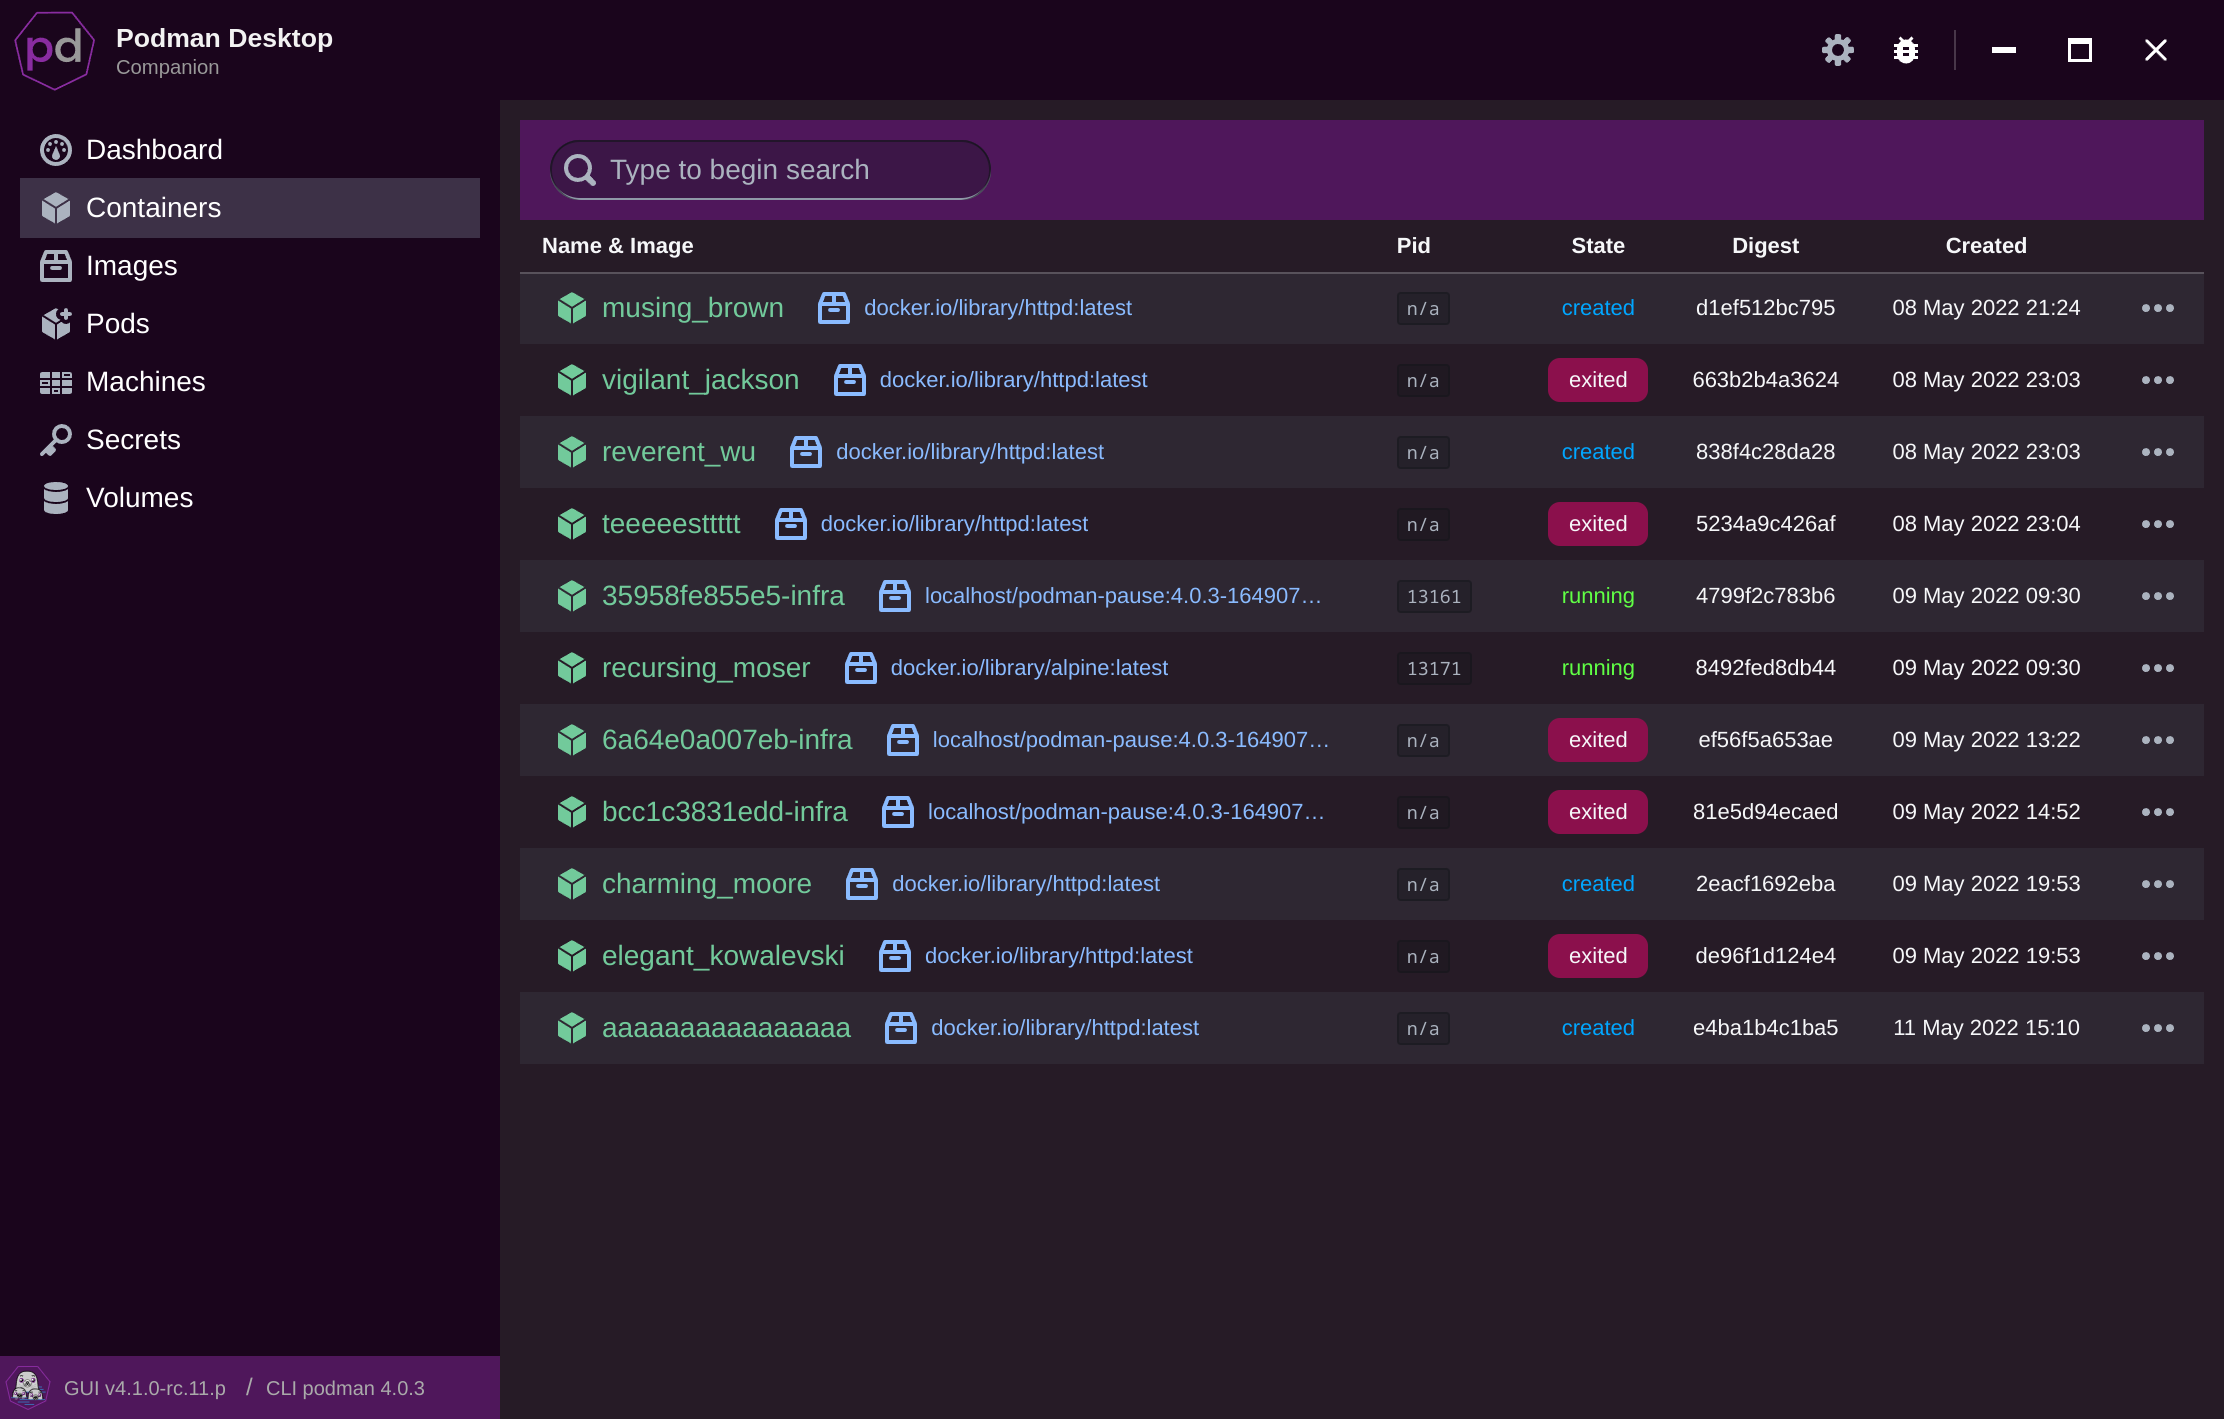 pd
Podman Desktop
Companion
Dashboard
Containers
Images
Pods
Machines
Secrets
Volumes
Type to begin search
Name & Image Pid State Digest Created
musing_brown docker.io/library/httpd:latest n/a created d1ef512bc795 08 May 2022 21:24
vigilant_jackson docker.io/library/httpd:latest n/a exited 663b2b4a3624 08 May 2022 23:03
reverent_wu docker.io/library/httpd:latest n/a created 838f4c28da28 08 May 2022 23:03
teeeeesttttt docker.io/library/httpd:latest n/a exited 5234a9c426af 08 May 2022 23:04
35958fe855e5-infra localhost/podman-pause:4.0.3-164907… 13161 running 4799f2c783b6 09 May 2022 09:30
recursing_moser docker.io/library/alpine:latest 13171 running 8492fed8db44 09 May 2022 09:30
6a64e0a007eb-infra localhost/podman-pause:4.0.3-164907… n/a exited ef56f5a653ae 09 May 2022 13:22
bcc1c3831edd-infra localhost/podman-pause:4.0.3-164907… n/a exited 81e5d94ecaed 09 May 2022 14:52
charming_moore docker.io/library/httpd:latest n/a created 2eacf1692eba 09 May 2022 19:53
elegant_kowalevski docker.io/library/httpd:latest n/a exited de96f1d124e4 09 May 2022 19:53
aaaaaaaaaaaaaaaa docker.io/library/httpd:latest n/a created e4ba1b4c1ba5 11 May 2022 15:10
GUI v4.1.0-rc.11.p / CLI podman 4.0.3